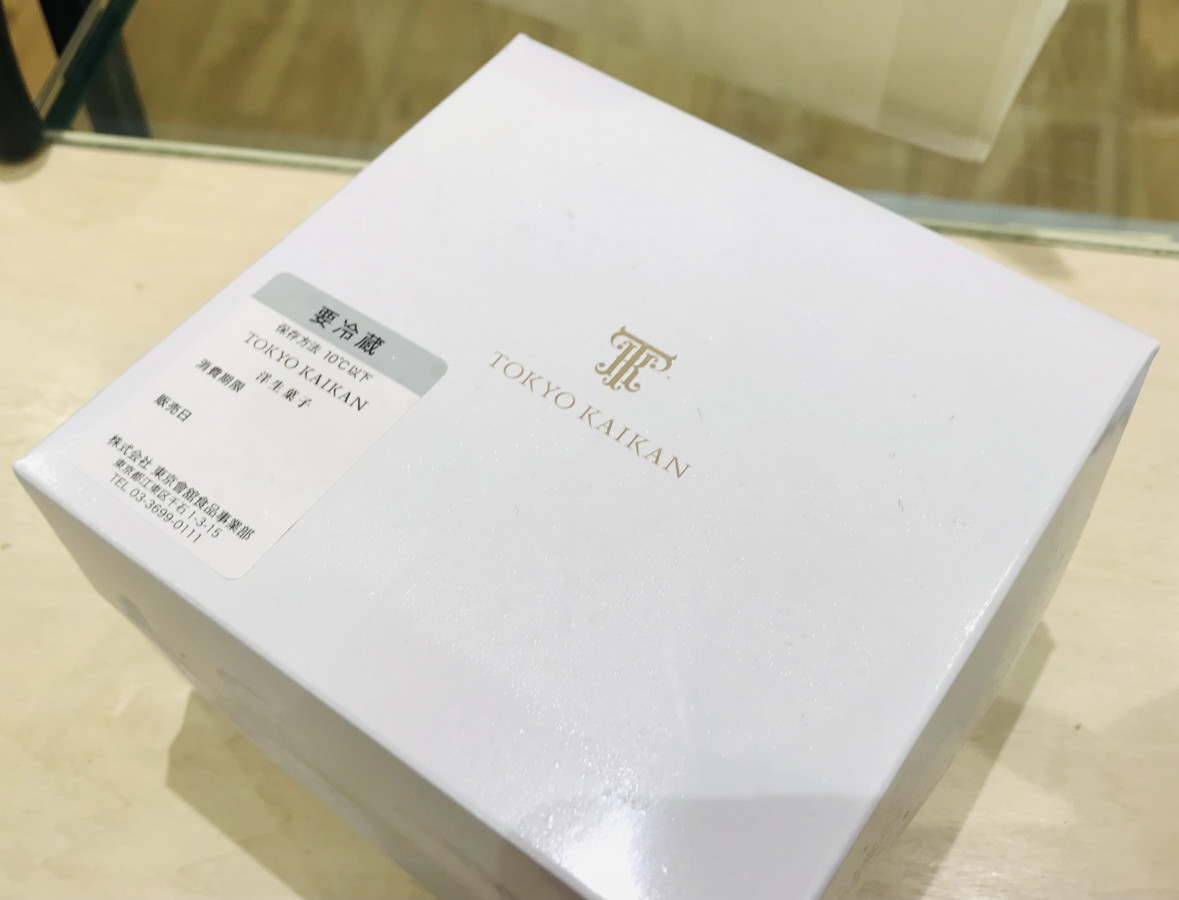 要冷蔵
保存方法 10℃以下
TOKYO KAIKAN
洋生菓子
消費期限
販売日
株式会社 東京會舘食品事業部
東京都江東区千石1-3-15
TEL 03-3699-0111
TOKYO KAIKAN